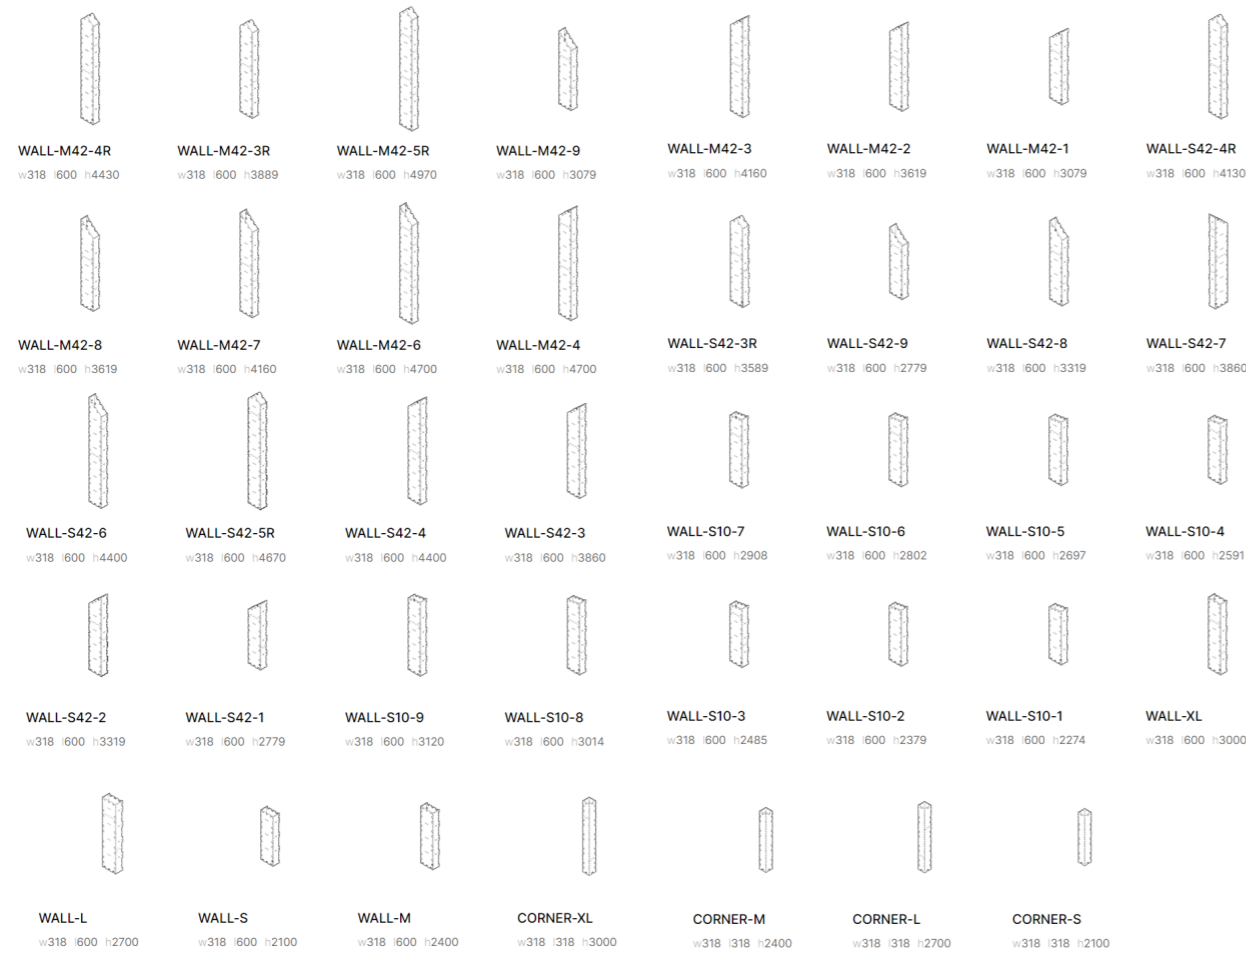 WALL-M42-4R
w318 l600 h4430
WALL-M42-3R
w318 l600 h3889
WALL-M42-5R
w318 l600 h4970
WALL-M42-9
w318 l600 h3079
WALL-M42-3
w318 l600 h4160
WALL-M42-2
w318 l600 h3619
WALL-M42-1
w318 l600 h3079
WALL-S42-4R
w318 l600 h4130
WALL-M42-8
w318 l600 h3619
WALL-M42-7
w318 l600 h4160
WALL-M42-6
w318 l600 h4700
WALL-M42-4
w318 l600 h4700
WALL-S42-3R
w318 l600 h3589
WALL-S42-9
w318 l600 h2779
WALL-S42-8
w318 l600 h3319
WALL-S42-7
w318 l600 h3860
WALL-S42-6
w318 l600 h4400
WALL-S42-5R
w318 l600 h4670
WALL-S42-4
w318 l600 h4400
WALL-S42-3
w318 l600 h3860
WALL-S10-7
w318 l600 h2908
WALL-S10-6
w318 l600 h2802
WALL-S10-5
w318 l600 h2697
WALL-S10-4
w318 l600 h2591
WALL-S42-2
w318 l600 h3319
WALL-S42-1
w318 l600 h2779
WALL-S10-9
w318 l600 h3120
WALL-S10-8
w318 l600 h3014
WALL-S10-3
w318 l600 h2485
WALL-S10-2
w318 l600 h2379
WALL-S10-1
w318 l600 h2274
WALL-XL
w318 l600 h3000
WALL-L
w318 l600 h2700
WALL-S
w318 l600 h2100
WALL-M
w318 l600 h2400
CORNER-XL
w318 l318 h3000
CORNER-M
w318 l318 h2400
CORNER-L
w318 l318 h2700
CORNER-S
w318 l318 h2100